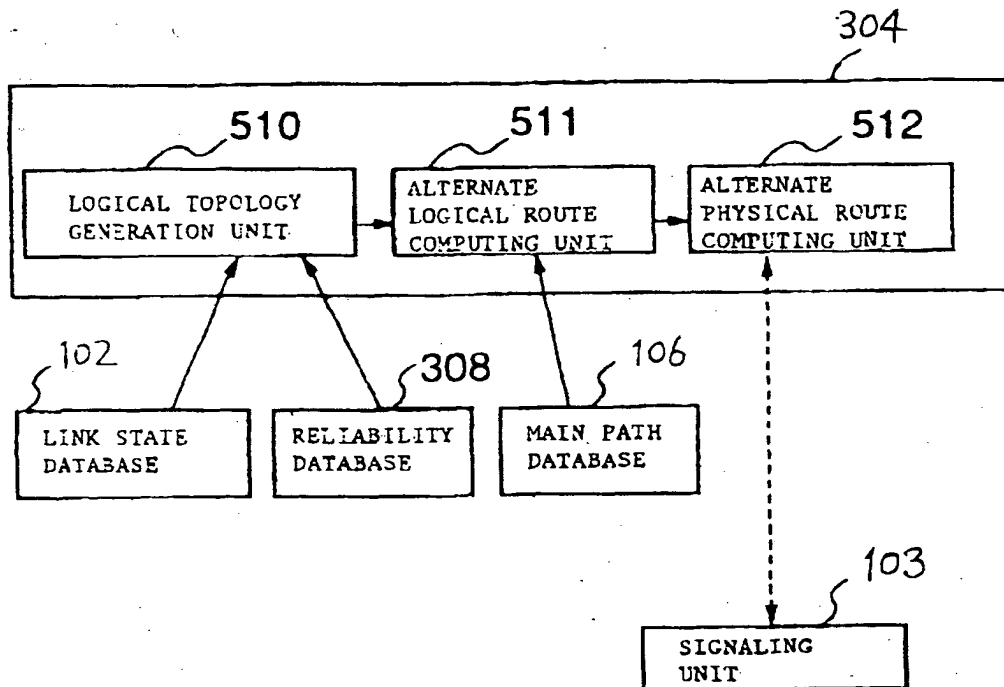 304
510
511
512
LOGICAL TOPOLOGY
GENERATION UNIT
ALTERNATE
LOGICAL ROUTE
COMPUTING UNIT
ALTERNATE
PHYSICAL ROUTE
COMPUTING UNIT
102
308
106
LINK STATE
DATABASE
RELIABILITY
DATABASE
MAIN PATH
DATABASE
103
SIGNALING
UNIT